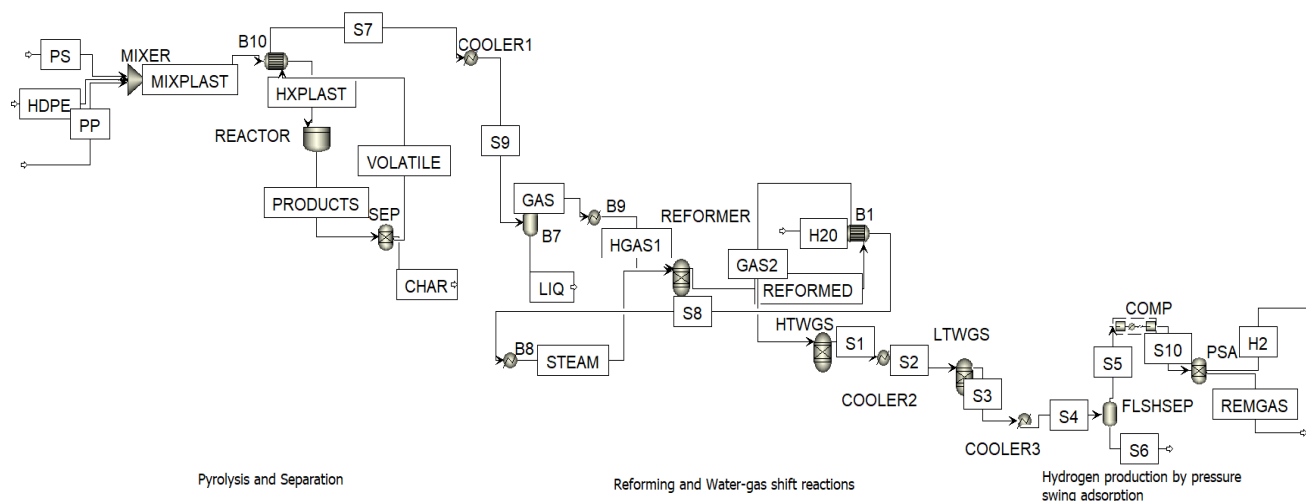 S7
B10
COOLER1
PS
MIXER
MIXPLAST
HDPE
PP
HXPLAST
REACTOR
S9
VOLATILE
PRODUCTS
SEP
CHAR
GAS
B9
REFORMER
B7
HGAS1
H20
B1
GAS2
LIQ
REFORMED
S8
B8
STEAM
HTWGS
S1
S2
LTWGS
S3
COOLER2
COOLER3
S4
COMP
S5
S10
PSA
H2
FLSHSEP
REMGAS
S6
Pyrolysis and Separation
Reforming and Water-gas shift reactions
Hydrogen production by pressure
swing adsorption